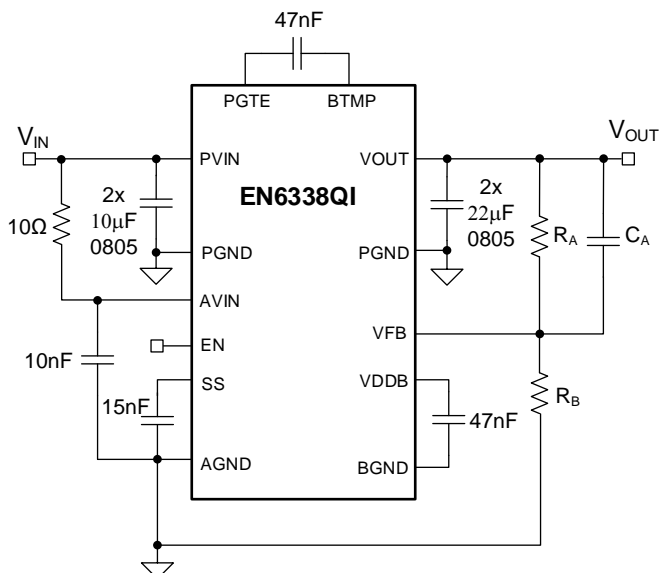 47nF
PGTE BTMP
V_IN
V_OUT
PVIN VOUT
EN6338QI
2x
10µF
0805
2x
22µF
0805
10Ω
R_A
C_A
PGND PGND
AVIN
VFB
EN
10nF
SS VDDB
15nF
47nF
R_B
AGND BGND